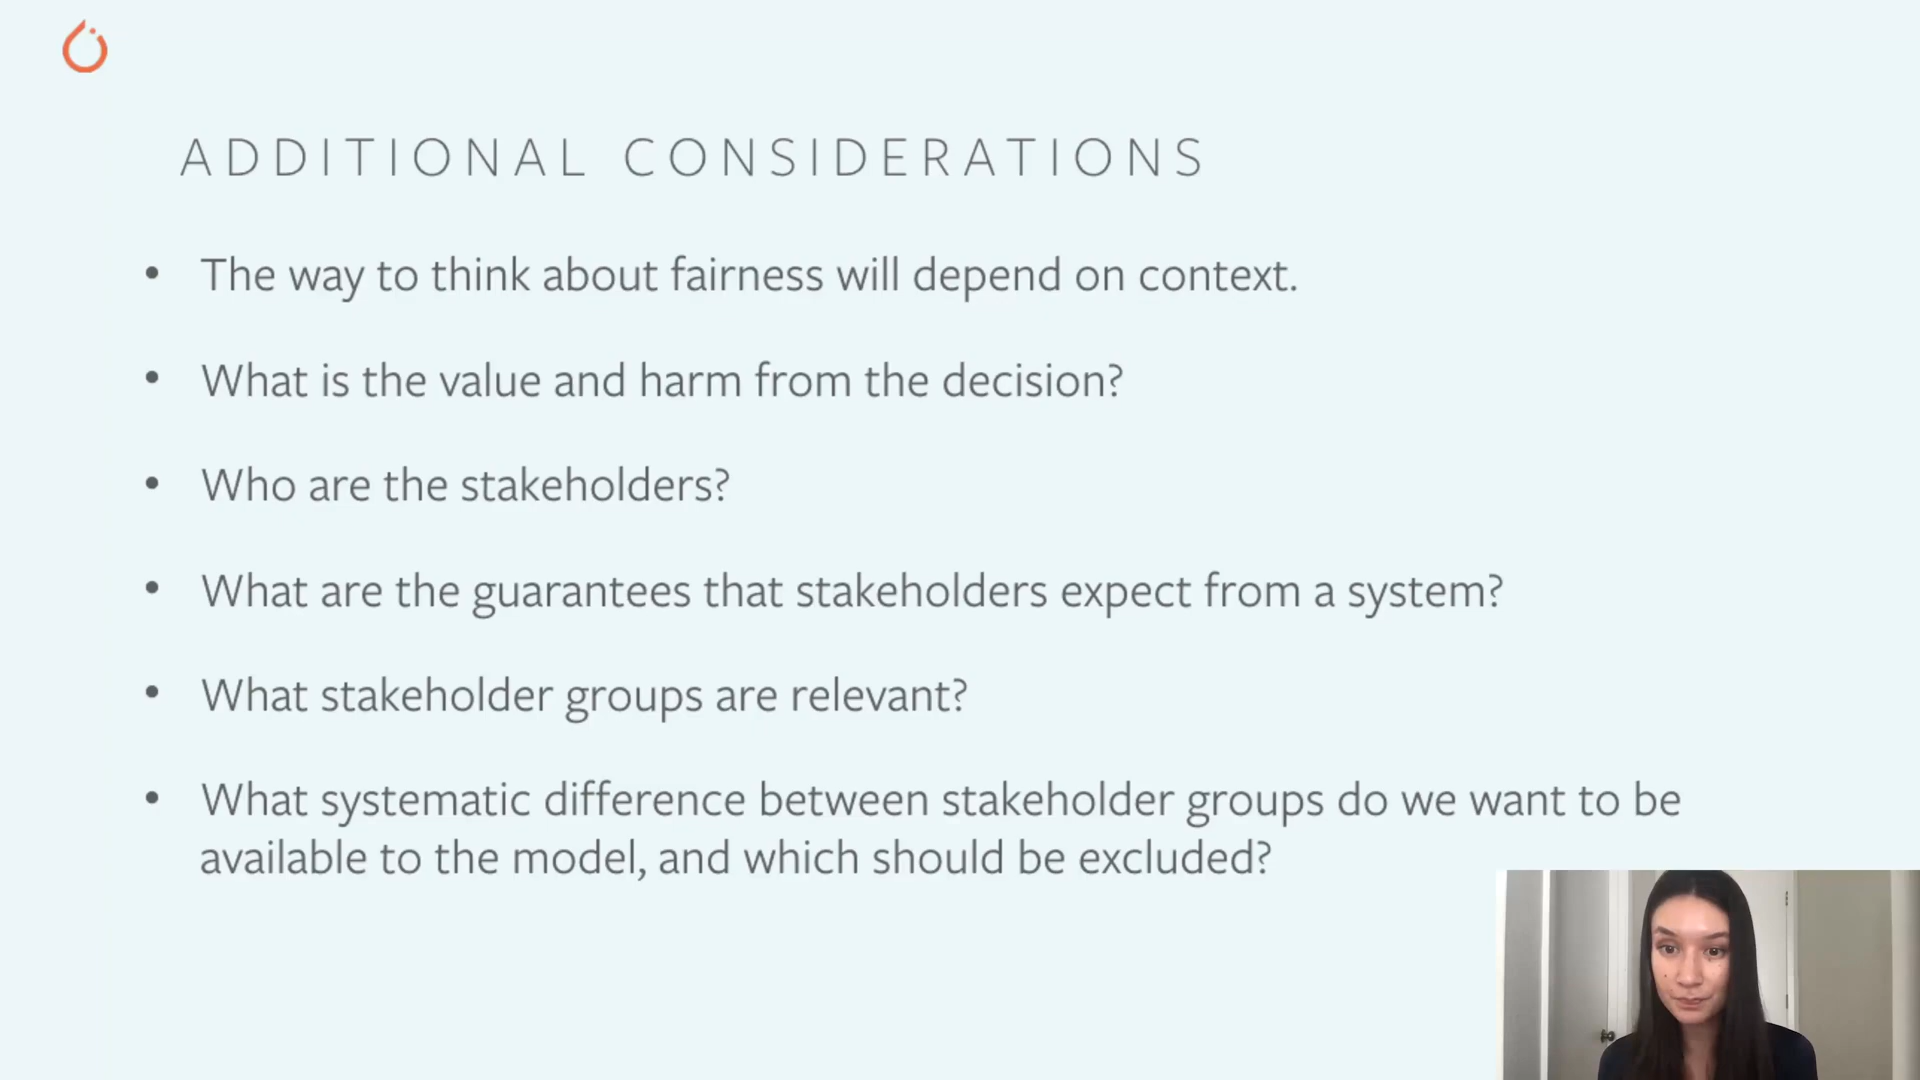 ADDITIONAL CONSIDERATIONS
• The way to think about fairness will depend on context.
• What is the value and harm from the decision?
• Who are the stakeholders?
• What are the guarantees that stakeholders expect from a system?
• What stakeholder groups are relevant?
• What systematic difference between stakeholder groups do we want to be
available to the model, and which should be excluded?